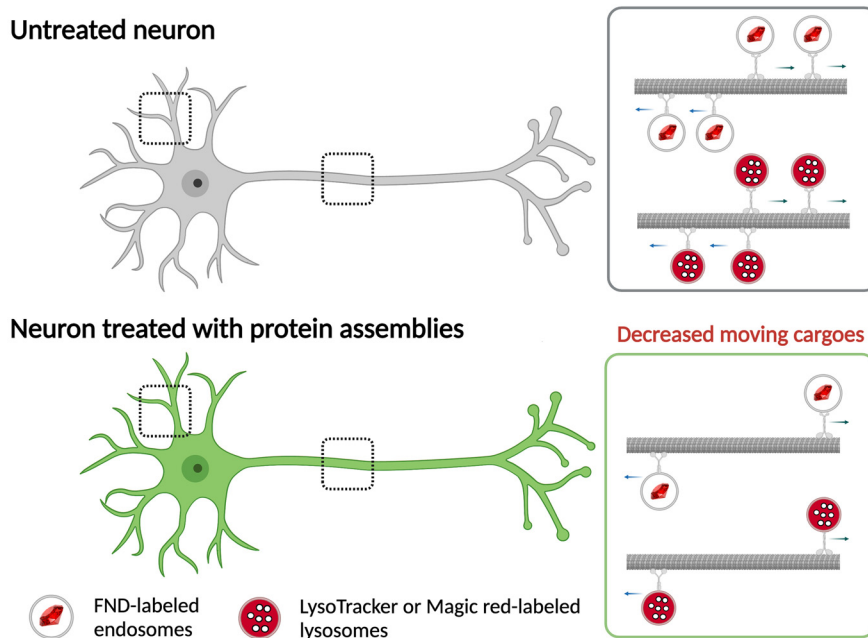 Untreated neuron
Neuron treated with protein assemblies
Decreased moving cargoes
FND-labeled
endosomes
LysoTracker or Magic red-labeled
lysosomes